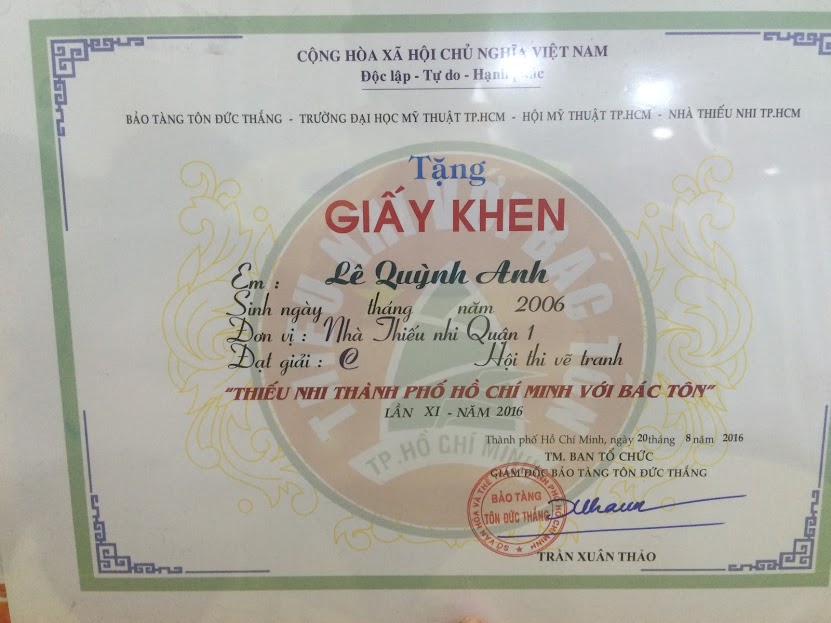 CỘNG HÒA XÃ HỘI CHỦ NGHĨA VIỆT NAM
Độc lập - Tự do - Hạnh phúc
BẢO TÀNG TÔN ĐỨC THẮNG - TRƯỜNG ĐẠI HỌC MỸ THUẬT TP.HCM - HỘI MỸ THUẬT TP.HCM - NHÀ THIẾU NHI TP.HCM
Tặng
GIẤY KHEN
Em : Lê Quỳnh Anh
Sinh ngày tháng năm 2006
Đơn vị : Nhà Thiếu nhi Quận 1
Đạt giải : C Hội thi vẽ tranh
"THIẾU NHI THÀNH PHỐ HỒ CHÍ MINH VỚI BÁC TÔN"
LẦN XI - NĂM 2016
THIẾU NHI VỚI BÁC TÔN
TP.HỒ CHÍ MINH
Thành phố Hồ Chí Minh, ngày 20 tháng 8 năm 2016
TM. BAN TỔ CHỨC
GIÁM ĐỐC BẢO TÀNG TÔN ĐỨC THẮNG
BẢO TÀNG
TÔN ĐỨC THẮNG
TRẦN XUÂN THẢO